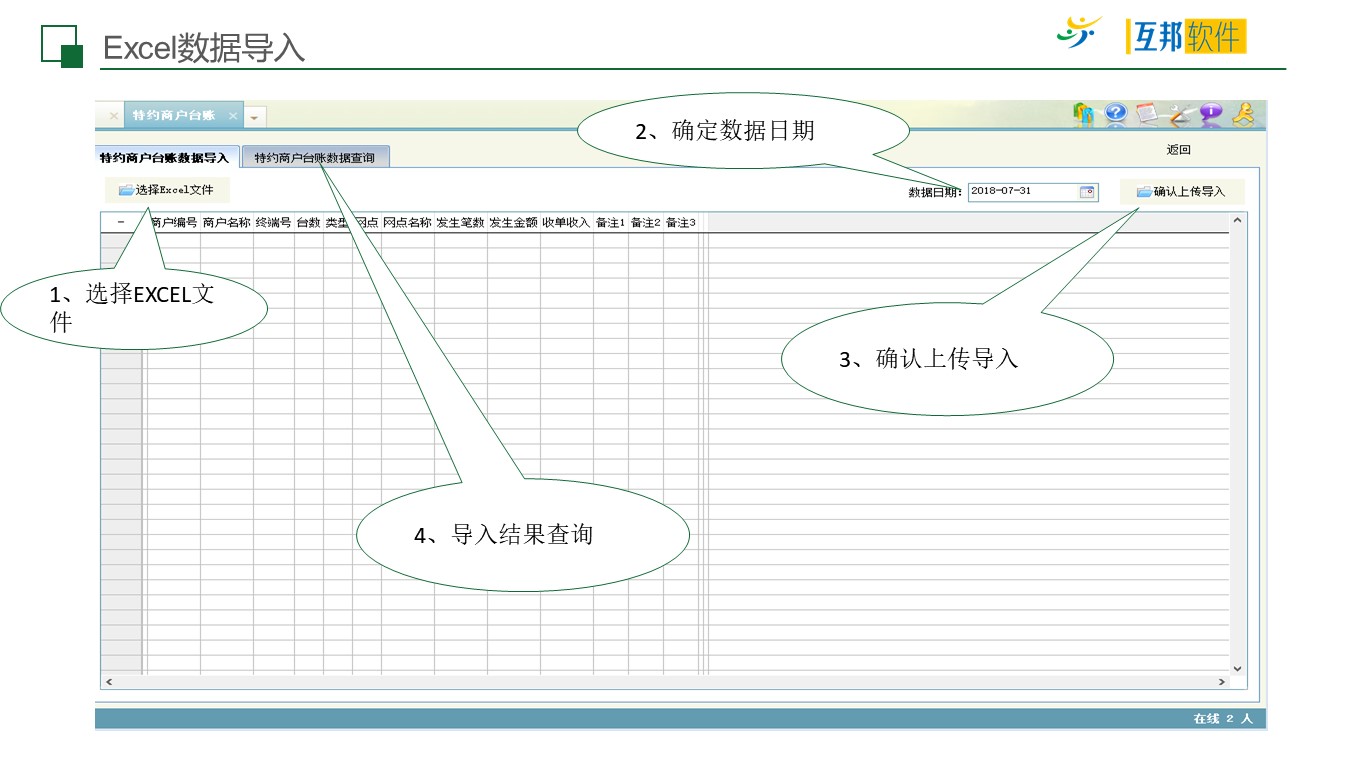 Excel数据导入
互邦软件
特约商户台账
2、确定数据日期
特约商户台账数据导入
特约商户台账数据查询
返回
选择Excel文件
数据日期:
2018-07-31
确认上传导入
商户编号 商户名称 终端号 台数 类型 网点 网点名称 发生笔数 发生金额 收单收入 备注1 备注2 备注3
1、选择EXCEL文
件
3、确认上传导入
4、导入结果查询
在线 2 人